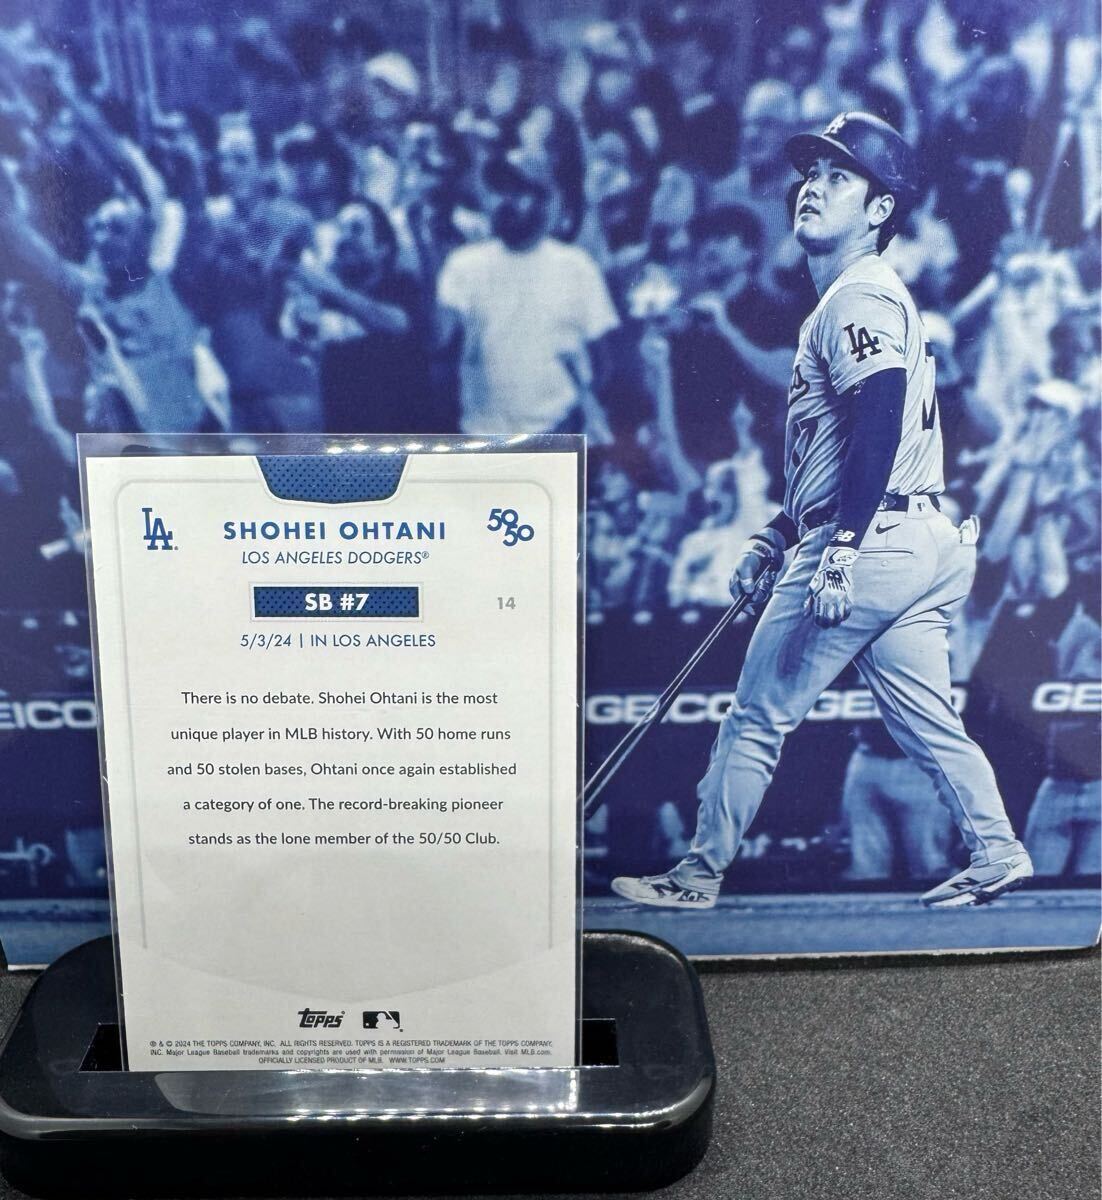 LA
LA
LA
SHOHEI OHTANI
50/50
LOS ANGELES DODGERS®
SB #7
14
5/3/24 | IN LOS ANGELES
There is no debate. Shohei Ohtani is the most
unique player in MLB history. With 50 home runs
and 50 stolen bases, Ohtani once again established
a category of one. The record-breaking pioneer
stands as the lone member of the 50/50 Club.
topps®
® & © 2024 THE TOPPS COMPANY, INC. ALL RIGHTS RESERVED. TOPPS IS A REGISTERED TRADEMARK OF THE TOPPS COMPANY,
INC. Major League Baseball trademarks and copyrights are used with permission of Major League Baseball. Visit MLB.com.
OFFICIALLY LICENSED PRODUCT OF MLB. WWW.TOPPS.COM
EICO
GEICO
GE
NB